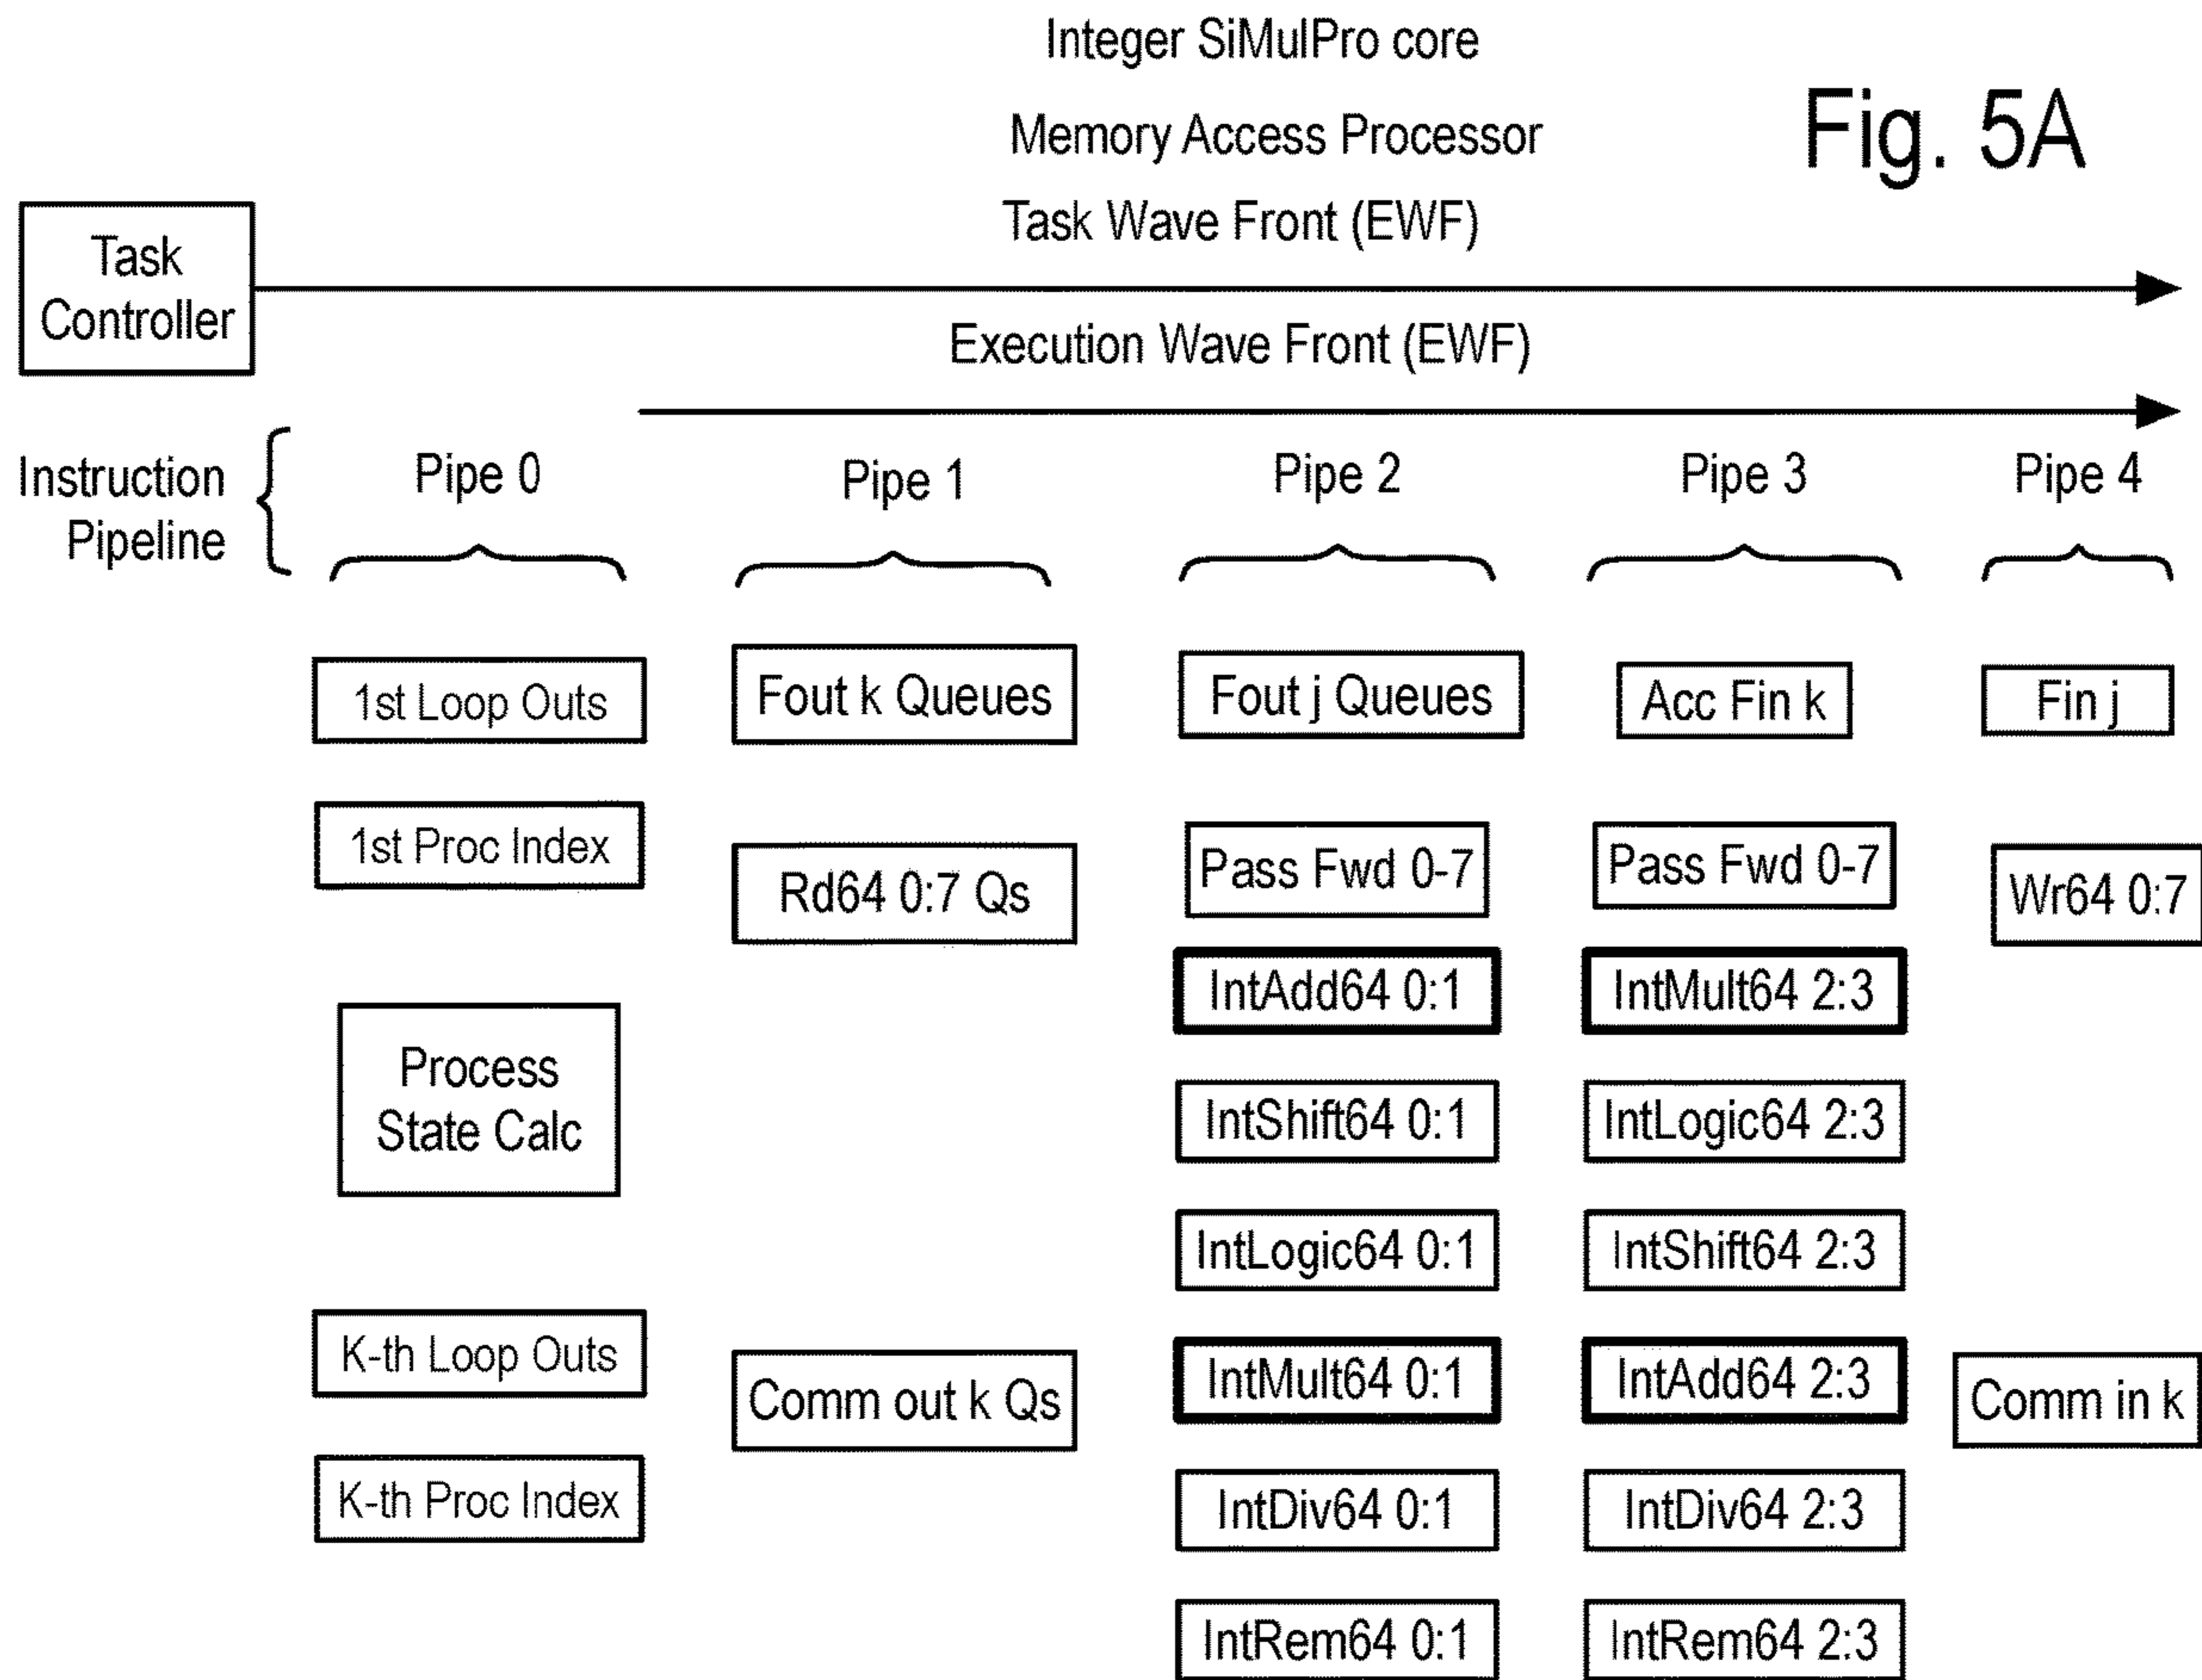 Integer SiMulPro core
Fig. 5A
Memory Access Processor
Task Wave Front (EWF)
Task
Controller
Execution Wave Front (EWF)
Instruction
Pipeline
Pipe 0
Pipe 1
Pipe 2
Pipe 3
Pipe 4
1st Loop Outs
Fout k Queues
Fout j Queues
Acc Fin k
Fin j
1st Proc Index
Rd64 0:7 Qs
Pass Fwd 0-7
Pass Fwd 0-7
Wr64 0:7
IntAdd64 0:1
IntMult64 2:3
Process
State Calc
IntShift64 0:1
IntLogic64 2:3
IntLogic64 0:1
IntShift64 2:3
K-th Loop Outs
Comm out k Qs
IntMult64 0:1
IntAdd64 2:3
Comm in k
K-th Proc Index
IntDiv64 0:1
IntDiv64 2:3
IntRem64 0:1
IntRem64 2:3